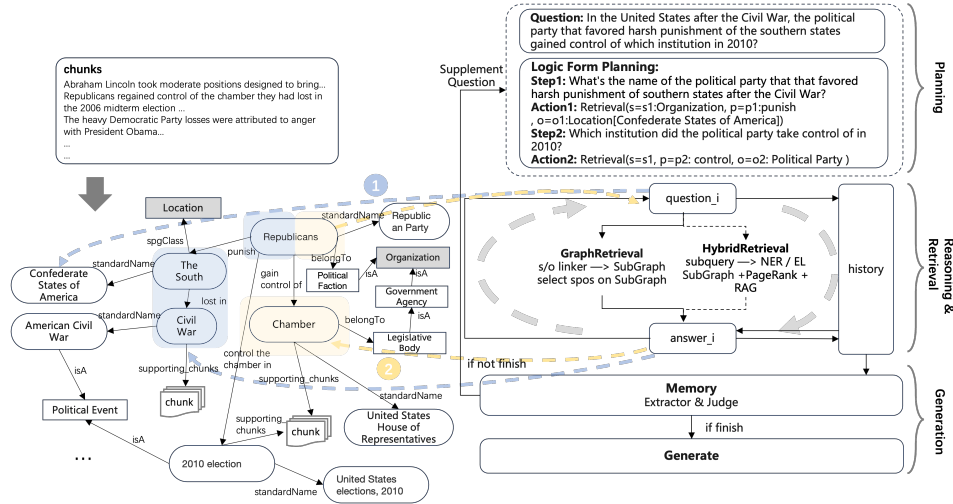 chunks
Abraham Lincoln took moderate positions designed to bring...
Republicans regained control of the chamber they had lost in
the 2006 midterm election ...
The heavy Democratic Party losses were attributed to anger
with President Obama...
...
...
1
Location
spgClass
standardName
Confederate
States of
America
The
South
lost in
Civil
War
standardName
American Civil
War
isA
Political Event
supporting_chunks
chunk
isA
...
punish
Republicans
standardName
Republic
an Party
belongTo
Political
Faction
isA
Organization
isA
Government
Agency
isA
Legislative
Body
gain
control of
Chamber
belongTo
2
control the
chamber in
supporting_chunks
supporting
chunks
chunk
standardName
United States
House of
Representatives
2010 election
standardName
United States
elections, 2010
Question: In the United States after the Civil War, the political
party that favored harsh punishment of the southern states
gained control of which institution in 2010?
Supplement
Question
Logic Form Planning:
Step1: What's the name of the political party that that favored
harsh punishment of southern states after the Civil War?
Action1: Retrieval(s=s1:Organization, p=p1:punish
, o=o1:Location[Confederate States of America])
Step2: Which institution did the political party take control of in
2010?
Action2: Retrieval(s=s1, p=p2: control, o=o2: Political Party )
Planning
question_i
GraphRetrieval
s/o linker —> SubGraph
select spos on SubGraph
HybridRetrieval
subquery —> NER / EL
SubGraph +PageRank +
RAG
history
answer_i
Reasoning &
Retrieval
if not finish
Memory
Extractor & Judge
if finish
Generate
Generation